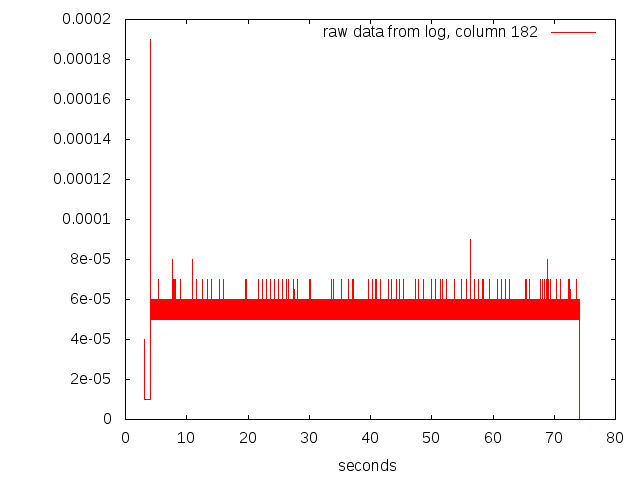 0.0002
raw data from log, column 182
0.00018
0.00016
0.00014
0.00012
0.0001
8e-05
6e-05
4e-05
2e-05
0
0 10 20 30 40 50 60 70 80
seconds